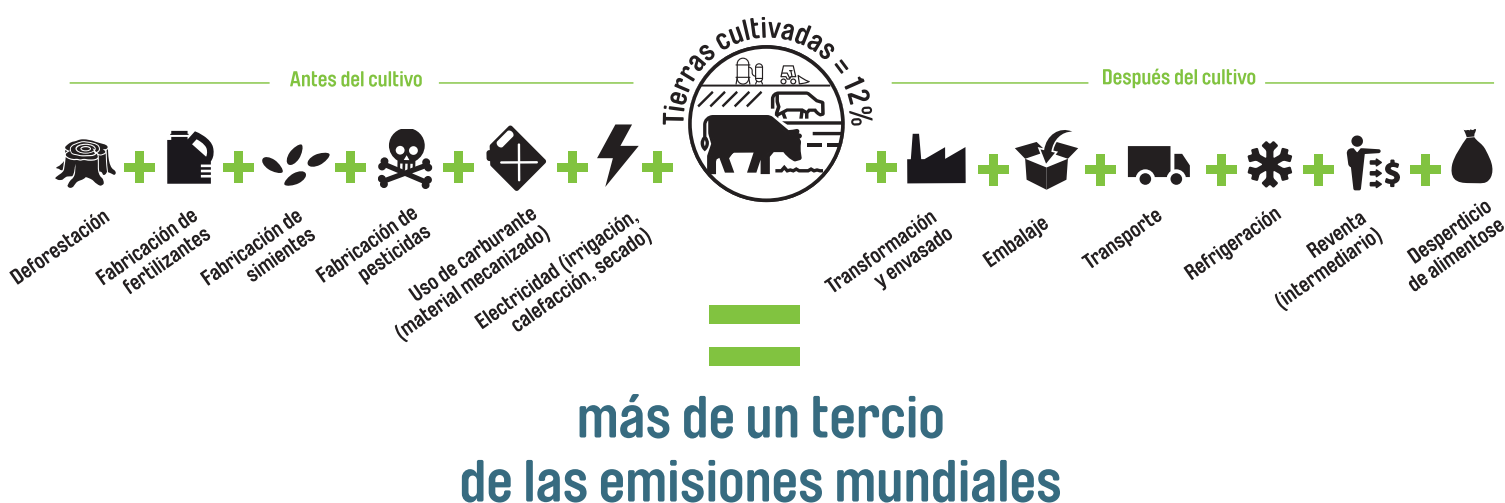 Antes del cultivo
Tierras cultivadas = 12%
Después del cultivo
Deforestación
Fabricación de
fertilizantes
Fabricación de
simientes
Fabricación de
pesticidas
Uso de carburante
(material mecanizado)
Electricidad (irrigación,
calefacción, secado)
Transformación
y envasado
Embalaje
Transporte
Refrigeración
$
Reventa
(intermediario)
Desperdicio
de alimentose
más de un tercio
de las emisiones mundiales